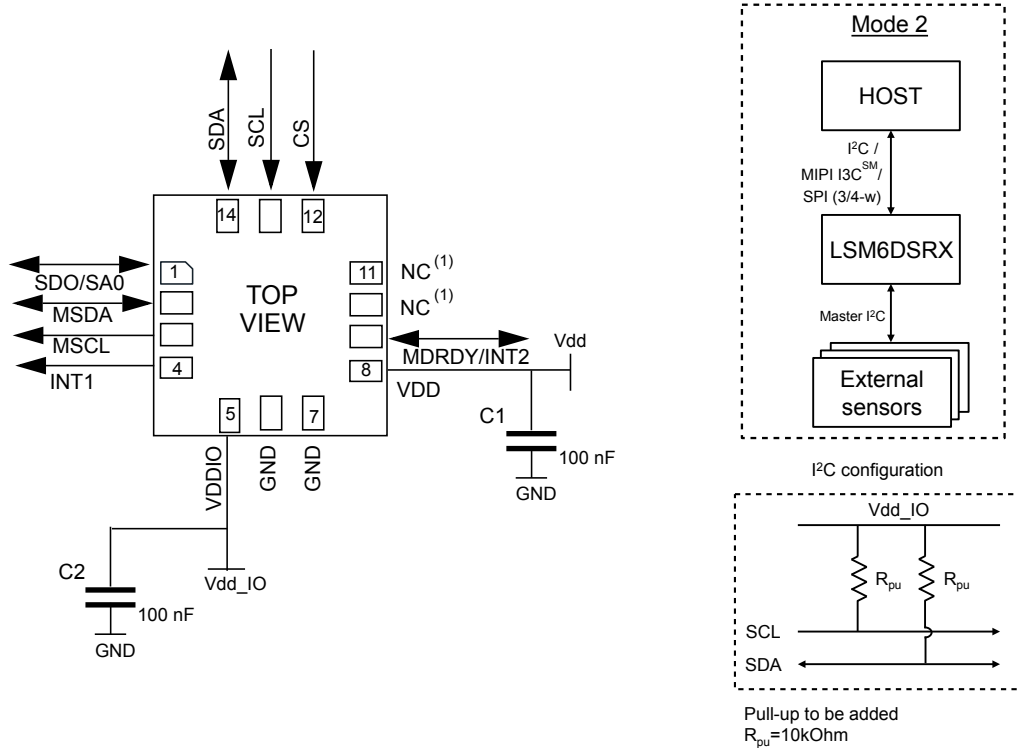 Mode 2
HOST
I²C /
MIPI I3C^SM/
SPI (3/4-w)
LSM6DSRX
Master I²C
External
sensors
SDA
SCL
CS
14
12
1
SDO/SA0
MSDA
MSCL
4
INT1
TOP
VIEW
11
NC (1)
NC (1)
MDRDY/INT2
8
VDD
Vdd
C1
100 nF
GND
5
7
VDDIO
GND
GND
C2
100 nF
GND
Vdd_IO
I²C configuration
Vdd_IO
Rpu
Rpu
SCL
SDA
Pull-up to be added
Rpu=10kOhm